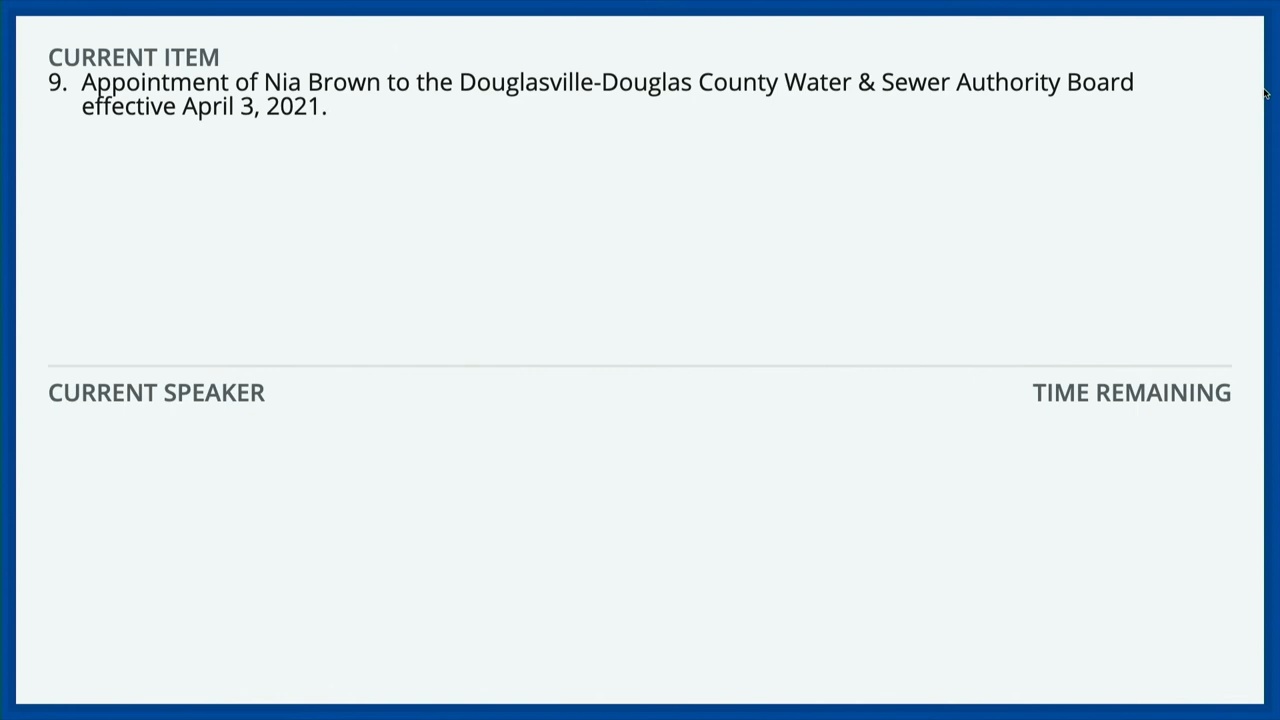 CURRENT ITEM
9. Appointment of Nia Brown to the Douglasville-Douglas County Water & Sewer Authority Board
effective April 3, 2021.
CURRENT SPEAKER
TIME REMAINING